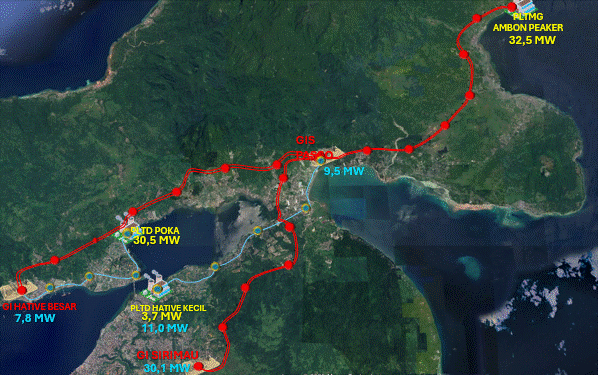 PLTMG
AMBON PEAKER
32,5 MW
GIS
9,5 MW
PLTD POKA
30,5 MW
GI HATIVE BESAR
7,8 MW
PLTD HATIVE KECIL
3,7 MW
11,0 MW
GI SIRIMAU
30,1 MW